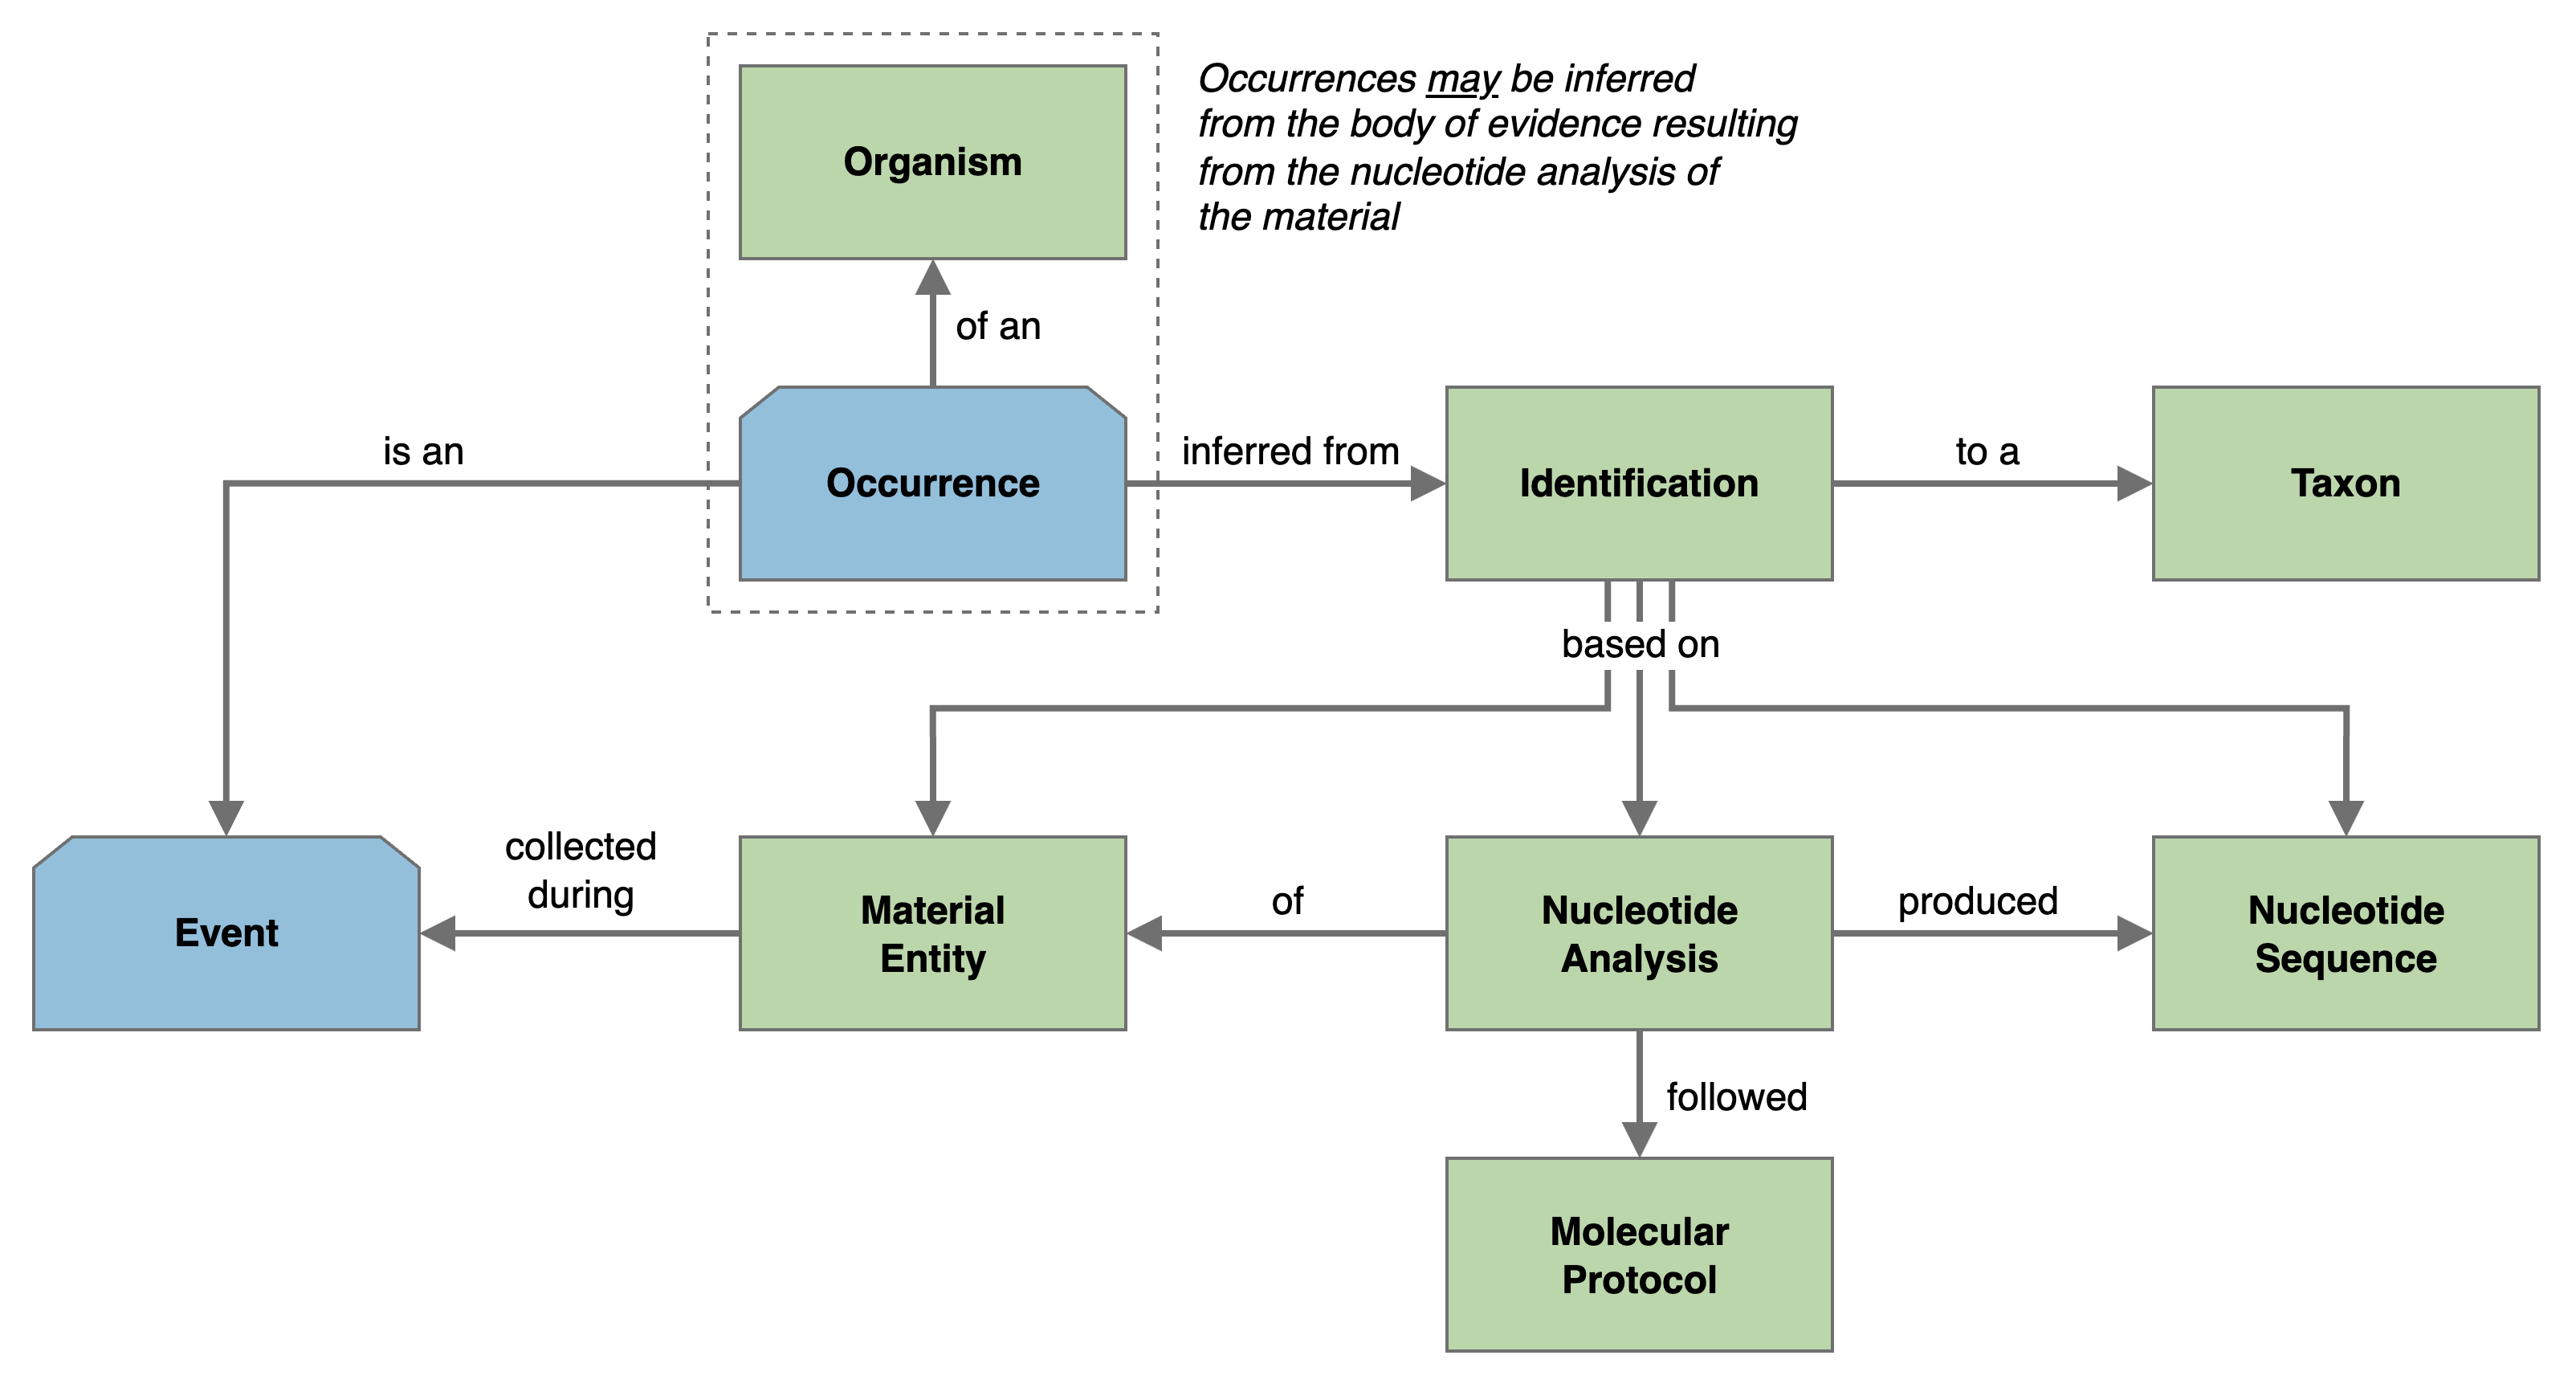 Organism
Occurrences may be inferred
from the body of evidence resulting
from the nucleotide analysis of
the material
of an
is an
Occurrence
inferred from
Identification
to a
Taxon
based on
Event
collected
during
Material
Entity
of
Nucleotide
Analysis
produced
Nucleotide
Sequence
followed
Molecular
Protocol